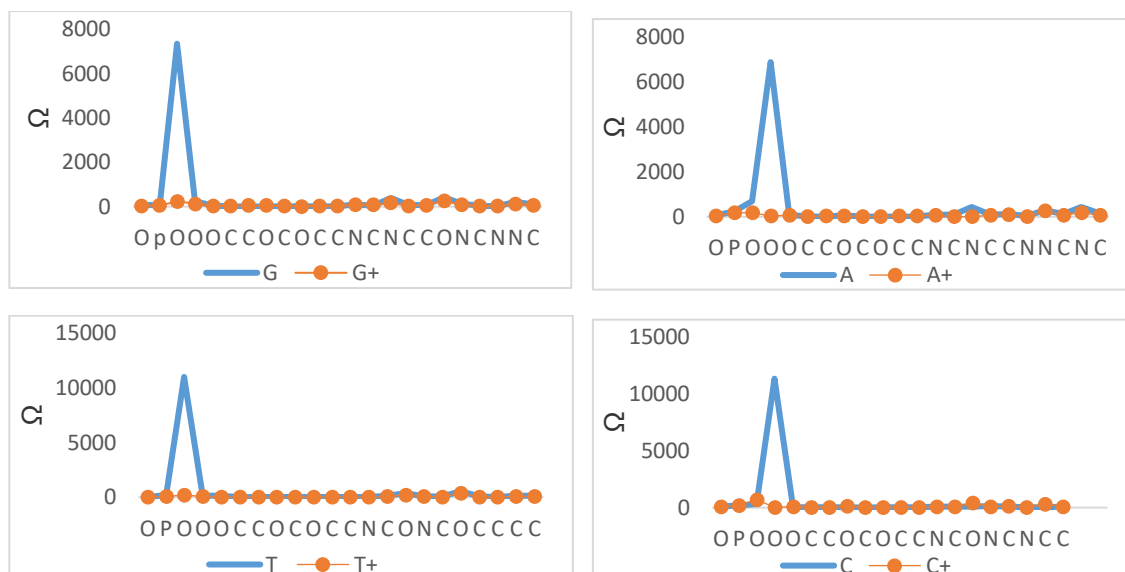 8000
6000
4000
2000
0
Ω
O p O O O C C O C O C C N C N C C O N C N N C
G G+
8000
6000
4000
2000
0
Ω
O P O O O C C O C O C C N C N C C N N C N C
A A+
15000
10000
5000
0
Ω
O P O O O C C O C O C C N C O N C O C C C C
T T+
15000
10000
5000
0
Ω
O P O O O C C O C O C C N C O N C N C C
C C+